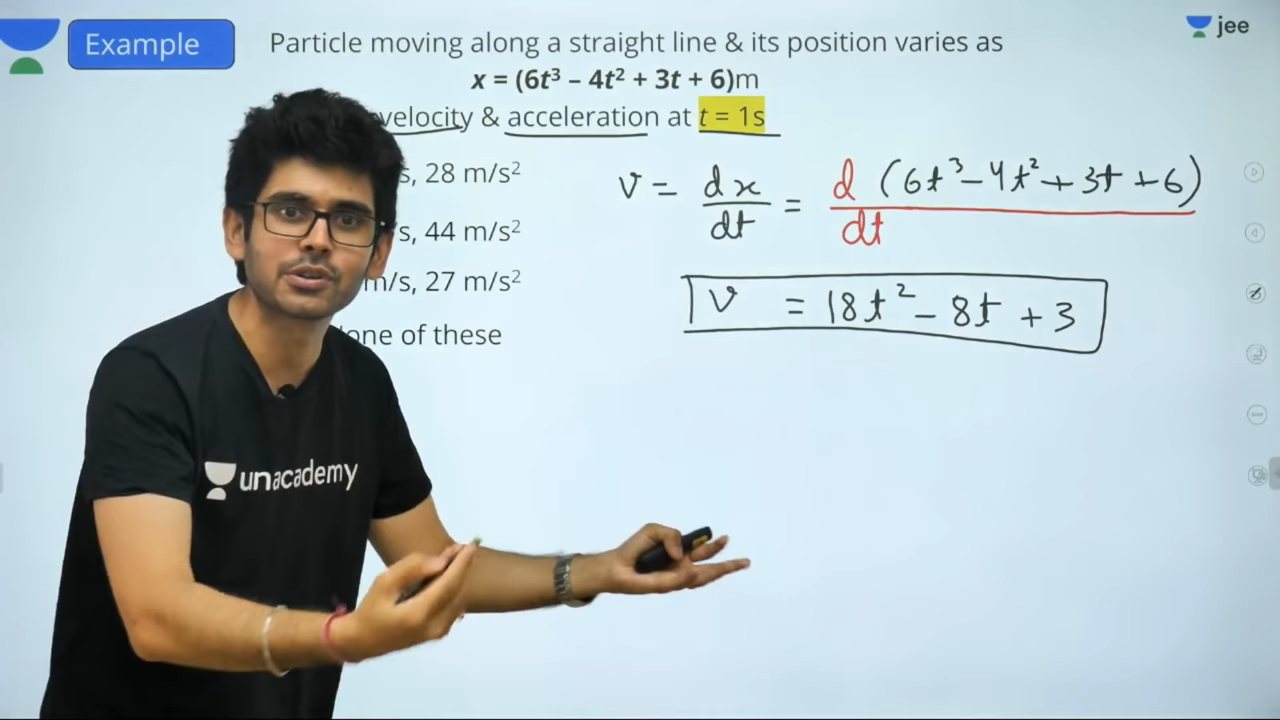 Example
Particle moving along a straight line & its position varies as
x = (6t³ – 4t² + 3t + 6)m
velocity & acceleration at t = 1s
s, 28 m/s²
s, 44 m/s²
m/s, 27 m/s²
one of these
v = dx/dt = d/dt (6t³ – 4t² + 3t + 6)
v = 18t² – 8t + 3
unacademy
jee